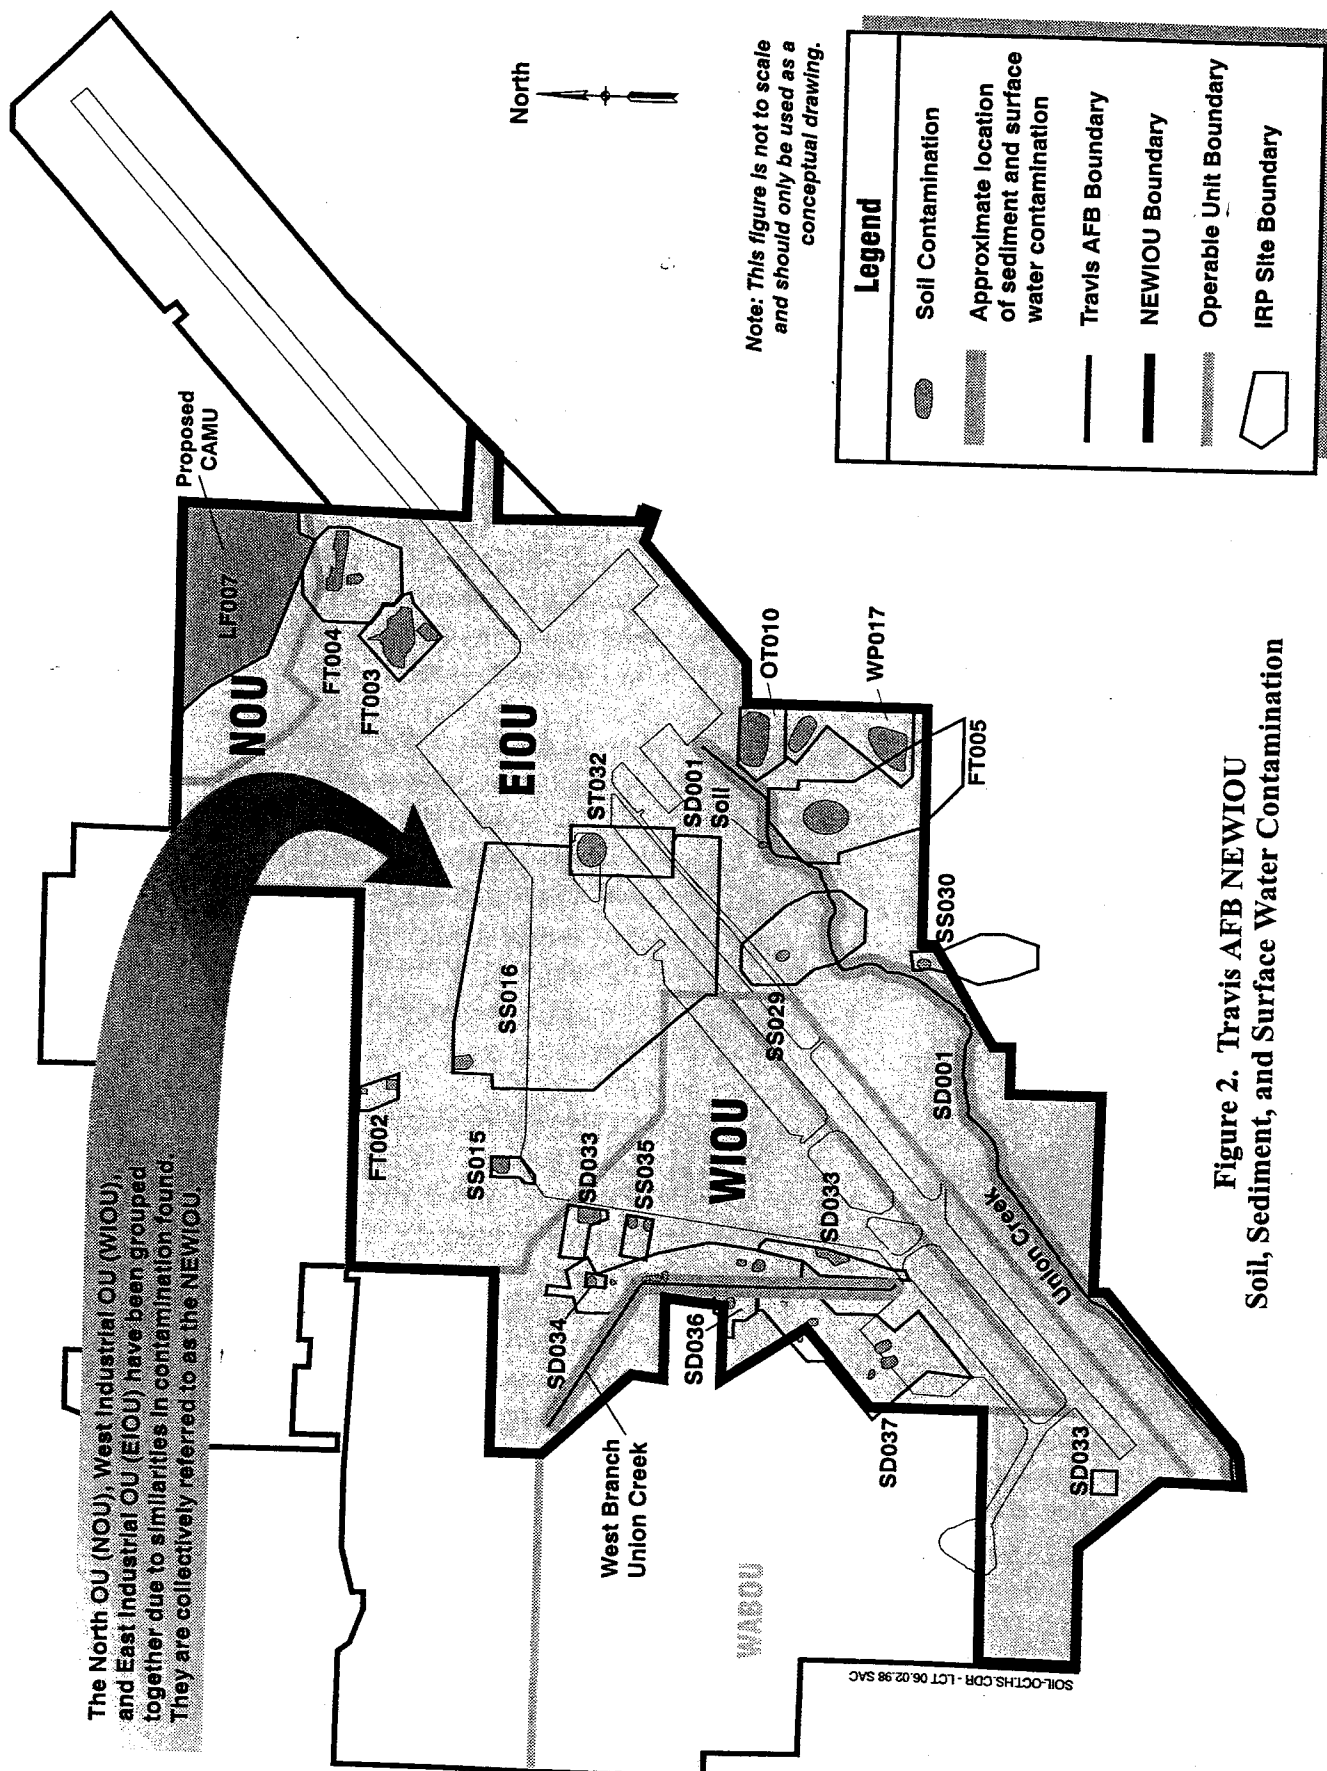 The North OU (NOU), West Industrial OU (WIOU),
and East Industrial OU (EIOU) have been grouped
together due to similarities in contamination found.
They are collectively referred to as the NEWIOU.
Proposed
CAMU
LF007
NOU
FT004
FT003
EIOU
ST032
SD001
Soil
OT010
WP017
FT005
SS030
SS016
SS029
SD001
FT002
SS015
SD033
SS035
WIOU
SD033
Union Creek
SD034
SD036
West Branch
Union Creek
SD037
SD033
WABOU
North
Note: This figure is not to scale
and should only be used as a
conceptual drawing.
Legend
Soil Contamination
Approximate location
of sediment and surface
water contamination
Travis AFB Boundary
NEWIOU Boundary
Operable Unit Boundary
IRP Site Boundary
SOIL-OCT.HS.CDR - LCT 06.02.98 SAC
Figure 2. Travis AFB NEWIOU
Soil, Sediment, and Surface Water Contamination